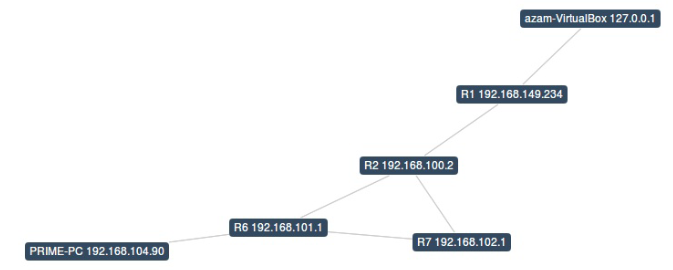 azam-VirtualBox 127.0.0.1
R1 192.168.149.234
R2 192.168.100.2
R6 192.168.101.1
R7 192.168.102.1
PRIME-PC 192.168.104.90